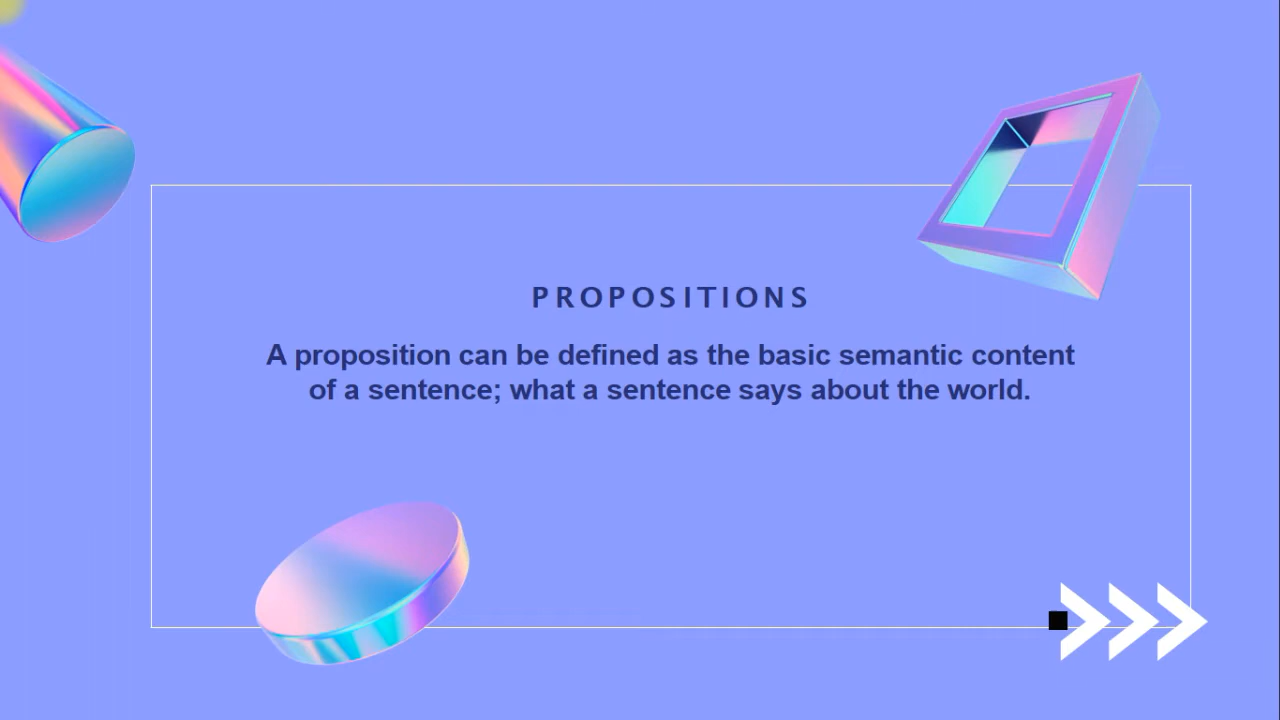 PROPOSITIONS
A proposition can be defined as the basic semantic content
of a sentence; what a sentence says about the world.